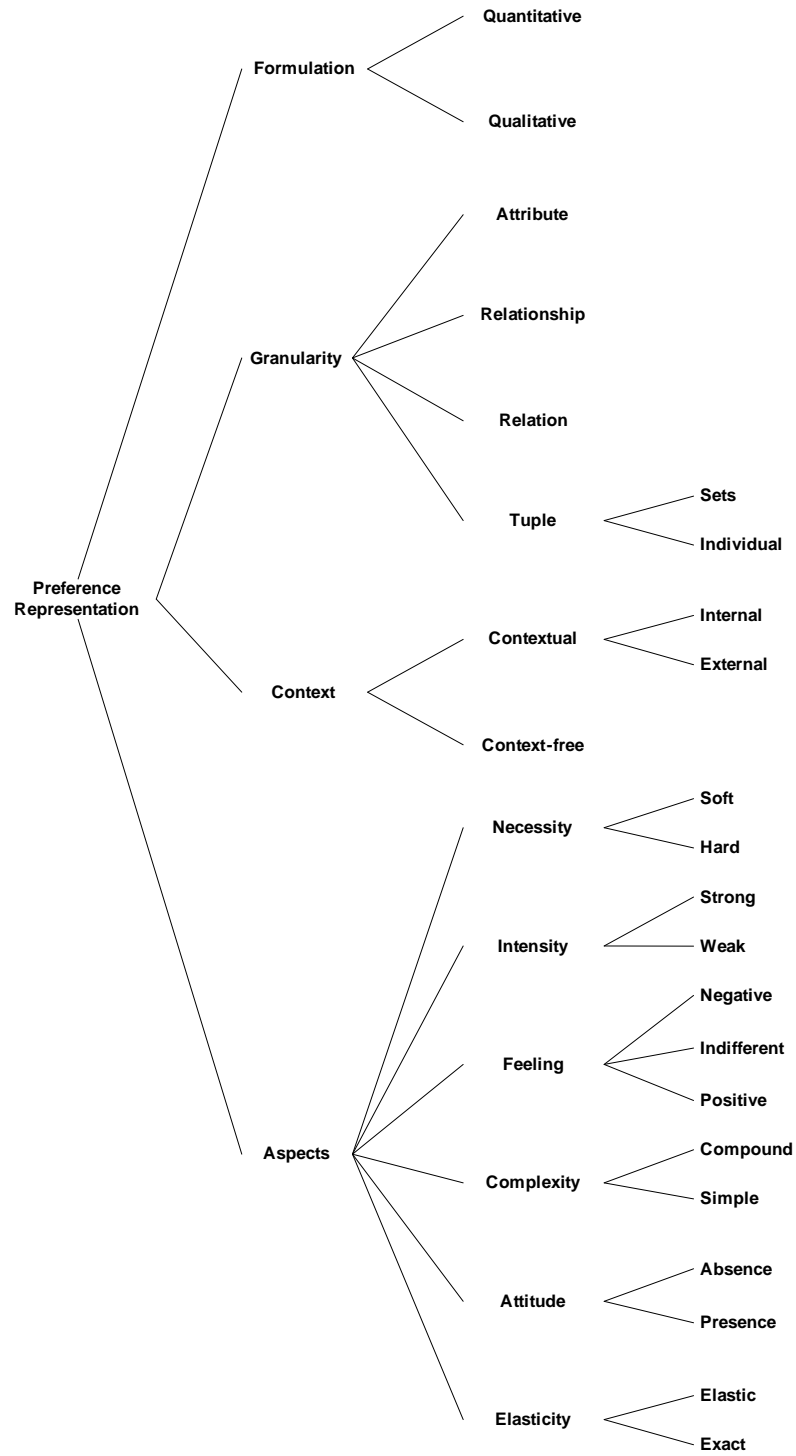 Quantitative
Formulation
Qualitative
Attribute
Relationship
Granularity
Relation
Sets
Tuple
Individual
Preference
Representation
Internal
Contextual
External
Context
Context-free
Soft
Necessity
Hard
Strong
Intensity
Weak
Negative
Indifferent
Feeling
Positive
Aspects
Compound
Complexity
Simple
Absence
Attitude
Presence
Elastic
Elasticity
Exact